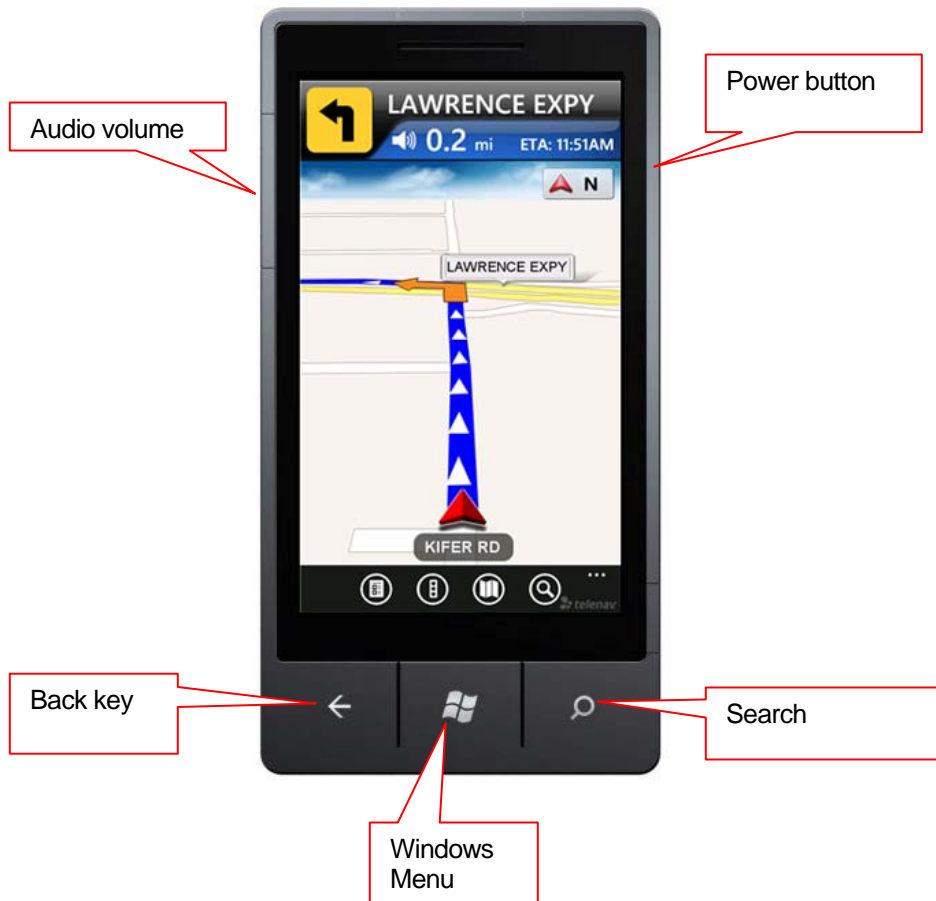 Power button
Audio volume
LAWRENCE EXPY
0.2 mi ETA: 11:51AM
N
LAWRENCE EXPY
KIFER RD
...
telenav
Back key
Search
Windows
Menu